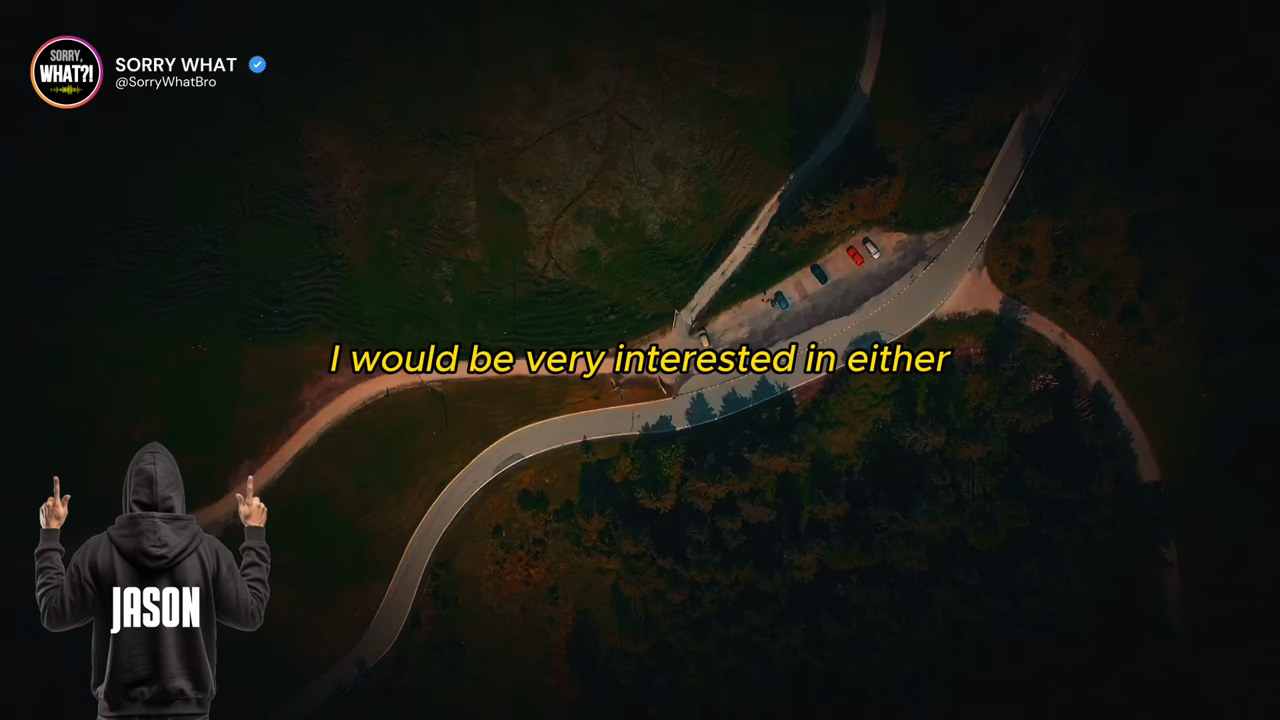 SORRY,
WHAT?!
SORRY WHAT
@SorryWhatBro
I would be very interested in either
JASON